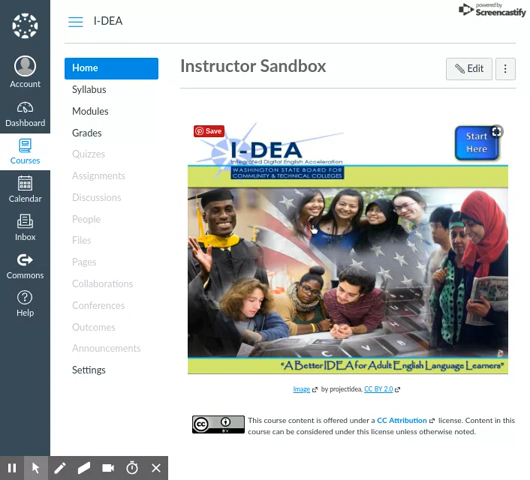 powered by
Screencastify
I-DEA
Account
Dashboard
Courses
Calendar
Inbox
Commons
Help
Home
Syllabus
Modules
Grades
Quizzes
Assignments
Discussions
People
Files
Pages
Collaborations
Conferences
Outcomes
Announcements
Settings
Instructor Sandbox
Edit
Save
I-DEA
Integrated Digital English Acceleration
WASHINGTON STATE BOARD FOR
COMMUNITY & TECHNICAL COLLEGES
Start
Here
"A Better IDEA for Adult English Language Learners"
Image by projectidea, CC BY 2.0
cc
BY
This course content is offered under a CC Attribution license. Content in this
course can be considered under this license unless otherwise noted.